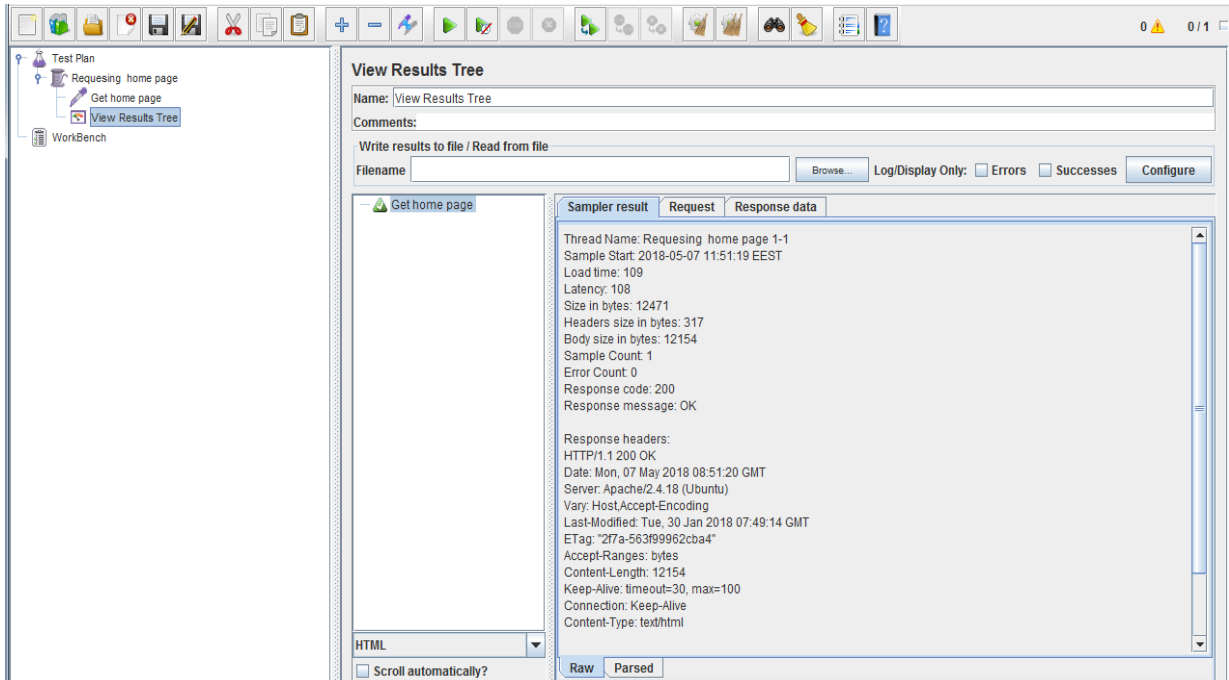 0
0/1
Test Plan
Requesing home page
Get home page
View Results Tree
WorkBench
View Results Tree
Name: View Results Tree
Comments:
Write results to file / Read from file
Filename Browse... Log/Display Only: Errors Successes Configure
Get home page
Sampler result Request Response data
Thread Name: Requesing home page 1-1
Sample Start: 2018-05-07 11:51:19 EEST
Load time: 109
Latency: 108
Size in bytes: 12471
Headers size in bytes: 317
Body size in bytes: 12154
Sample Count: 1
Error Count: 0
Response code: 200
Response message: OK
Response headers:
HTTP/1.1 200 OK
Date: Mon, 07 May 2018 08:51:20 GMT
Server: Apache/2.4.18 (Ubuntu)
Vary: Host,Accept-Encoding
Last-Modified: Tue, 30 Jan 2018 07:49:14 GMT
ETag: "2f7a-563f99962cba4"
Accept-Ranges: bytes
Content-Length: 12154
Keep-Alive: timeout=30, max=100
Connection: Keep-Alive
Content-Type: text/html
HTML
Scroll automatically?
Raw Parsed